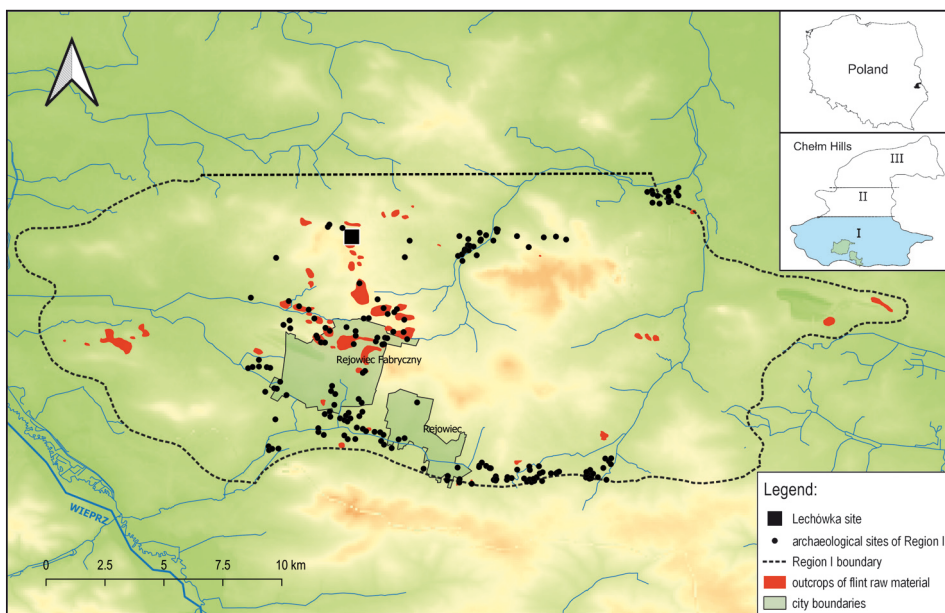 Poland
Chełm Hills
III
II
I
Rejowiec Fabryczny
Rejowiec
WIEPRZ
0 2.5 5 7.5 10 km
Legend:
Lechówka site
archaeological sites of Region I
Region I boundary
outcrops of flint raw material
city boundaries